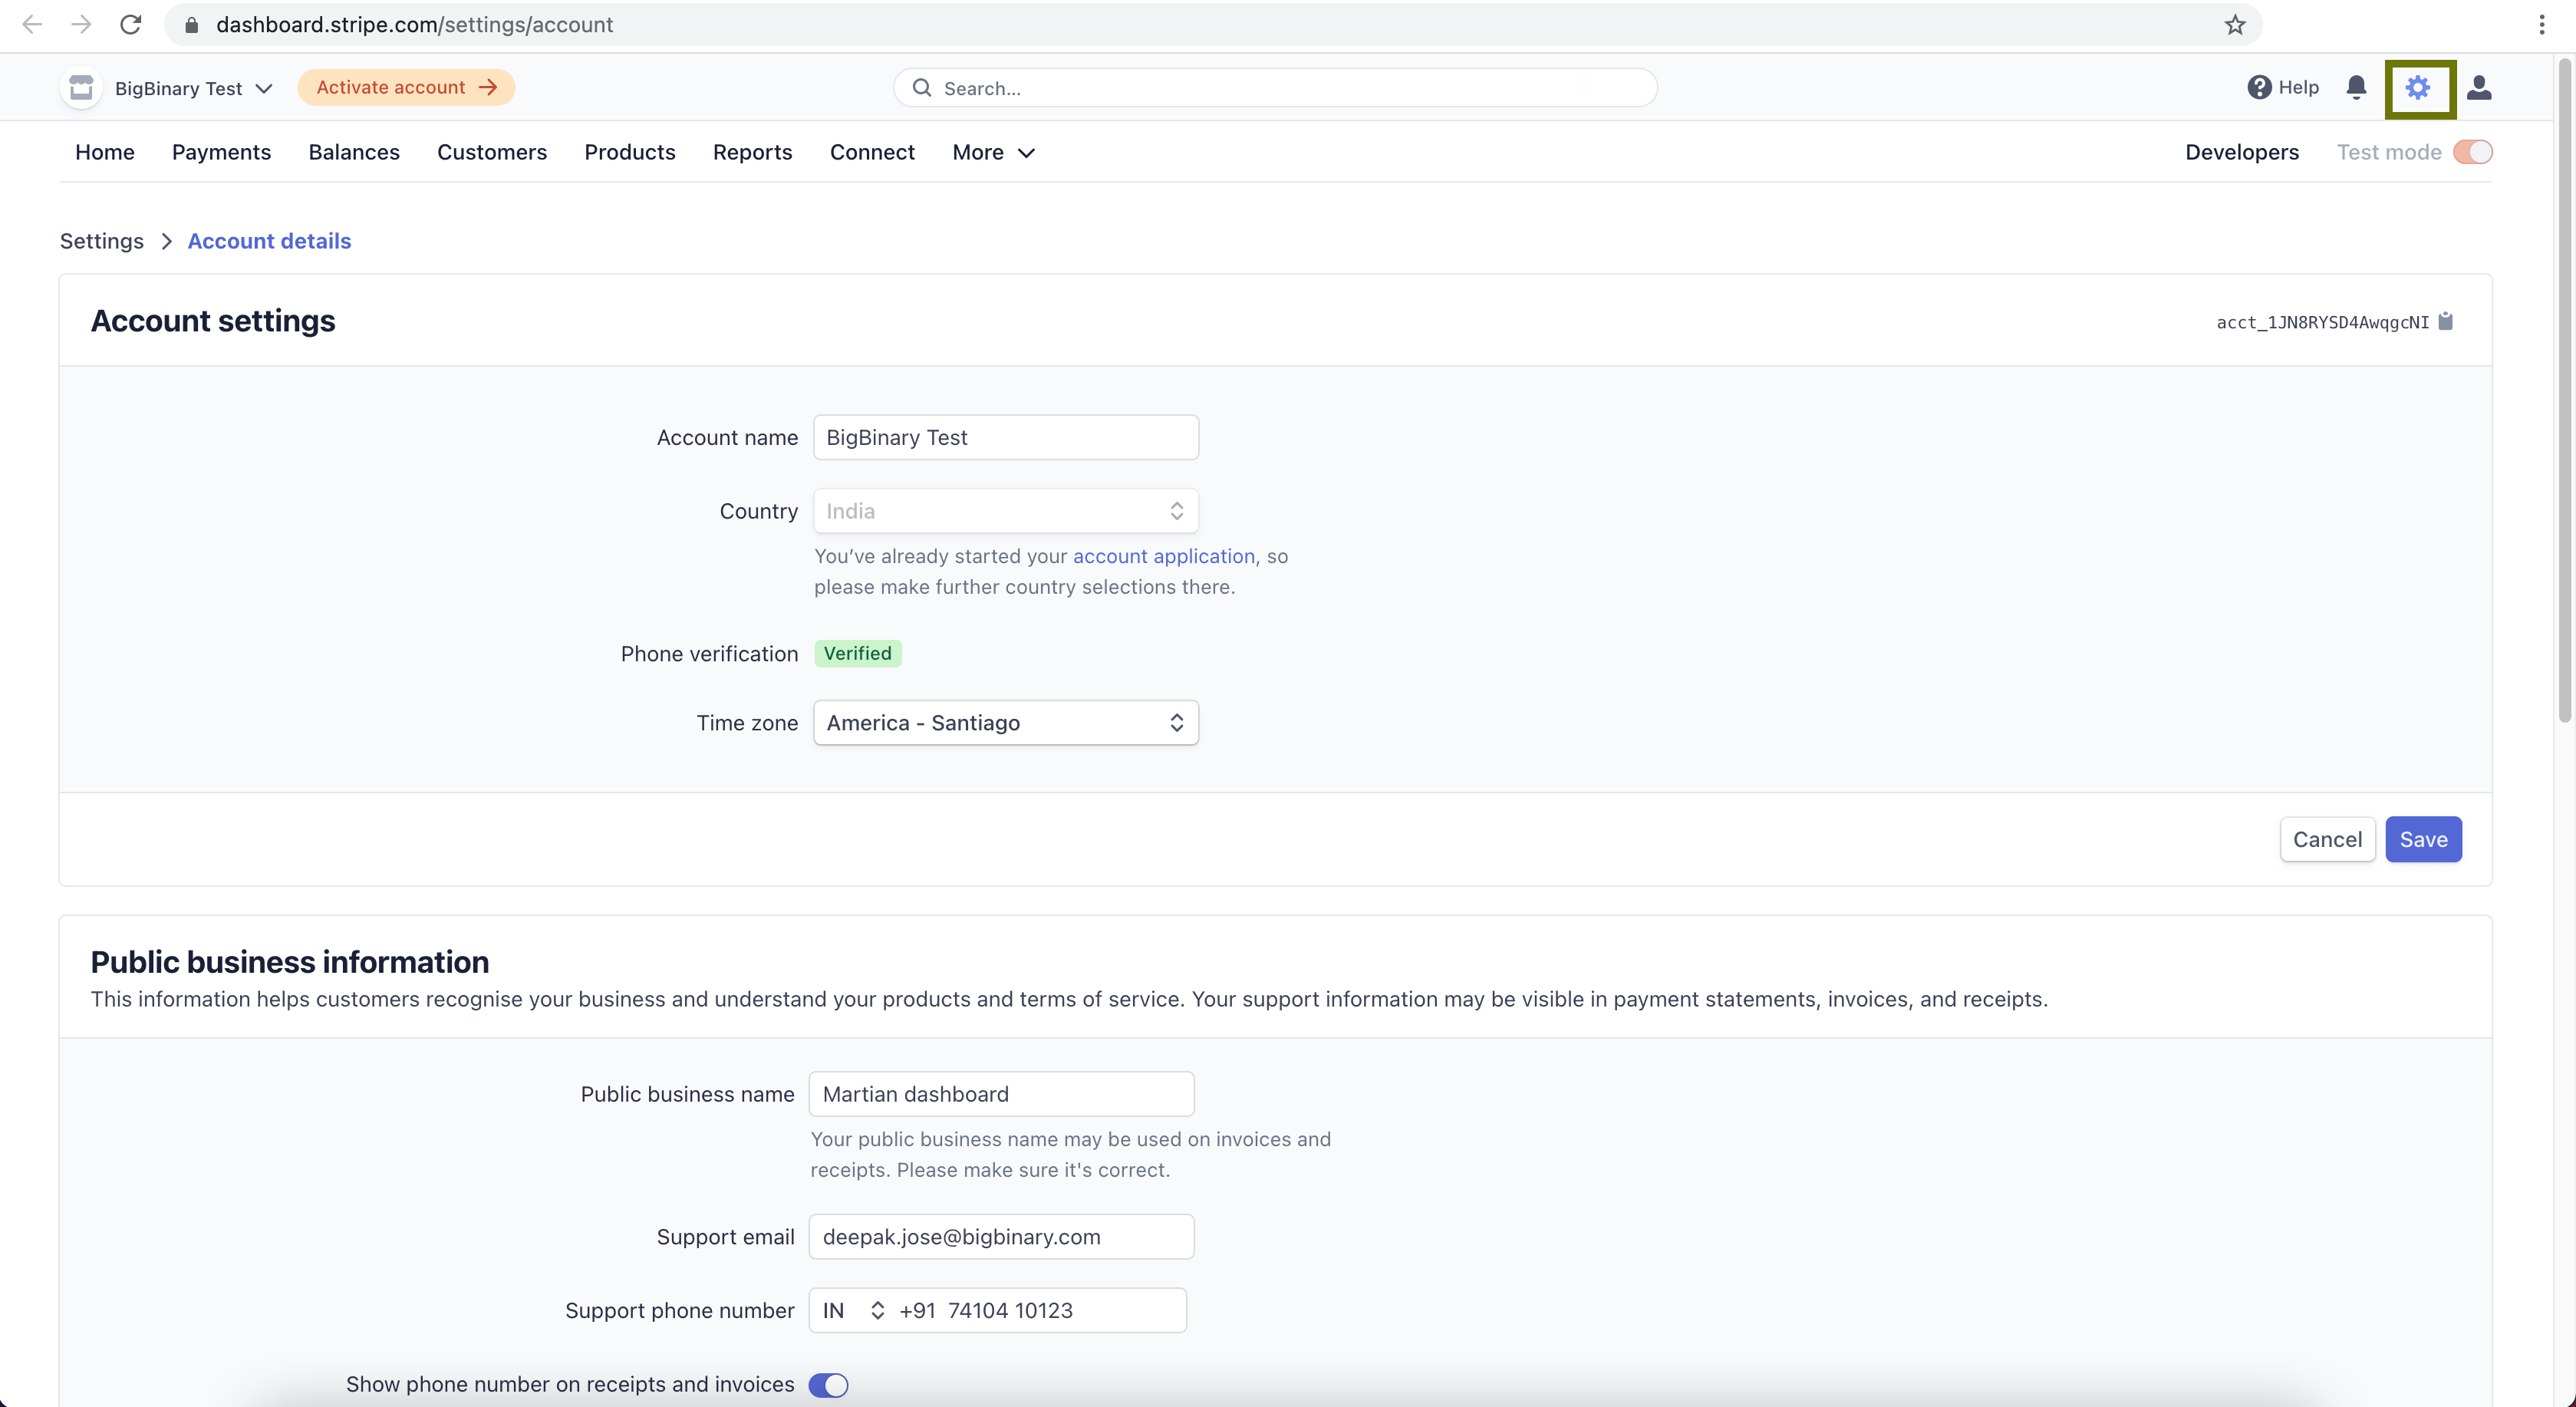 dashboard.stripe.com/settings/account
BigBinary Test
Activate account
Search...
Help
Home Payments Balances Customers Products Reports Connect More
Developers Test mode
Settings Account details
Account settings
acct_1JN8RYSD4AwqgcNI
Account name BigBinary Test
Country India
You’ve already started your account application, so
please make further country selections there.
Phone verification Verified
Time zone America - Santiago
Cancel Save
Public business information
This information helps customers recognise your business and understand your products and terms of service. Your support information may be visible in payment statements, invoices, and receipts.
Public business name Martian dashboard
Your public business name may be used on invoices and
receipts. Please make sure it's correct.
Support email deepak.jose@bigbinary.com
Support phone number IN +91 74104 10123
Show phone number on receipts and invoices